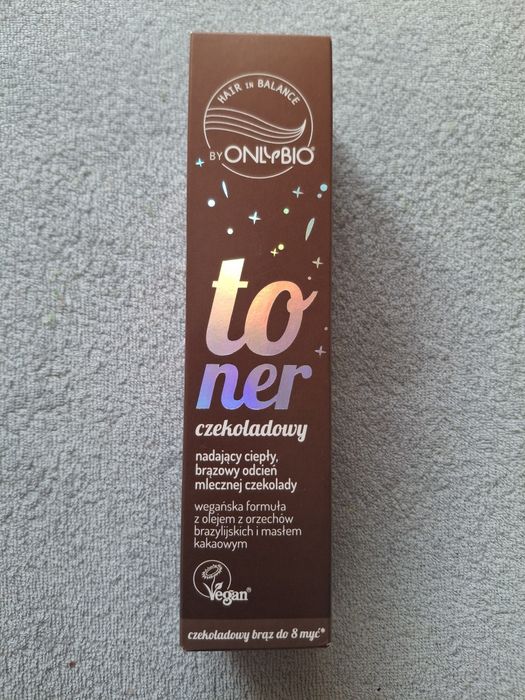 HAIR IN BALANCE
BY ONLYBIO®
to
ner
czekoladowy
nadający ciepły,
brązowy odcień
mlecznej czekolady
wegańska formuła
z olejem z orzechów
brazylijskich i masłem
kakaowym
Vegan®
czekoladowy brąz do 8 myć*